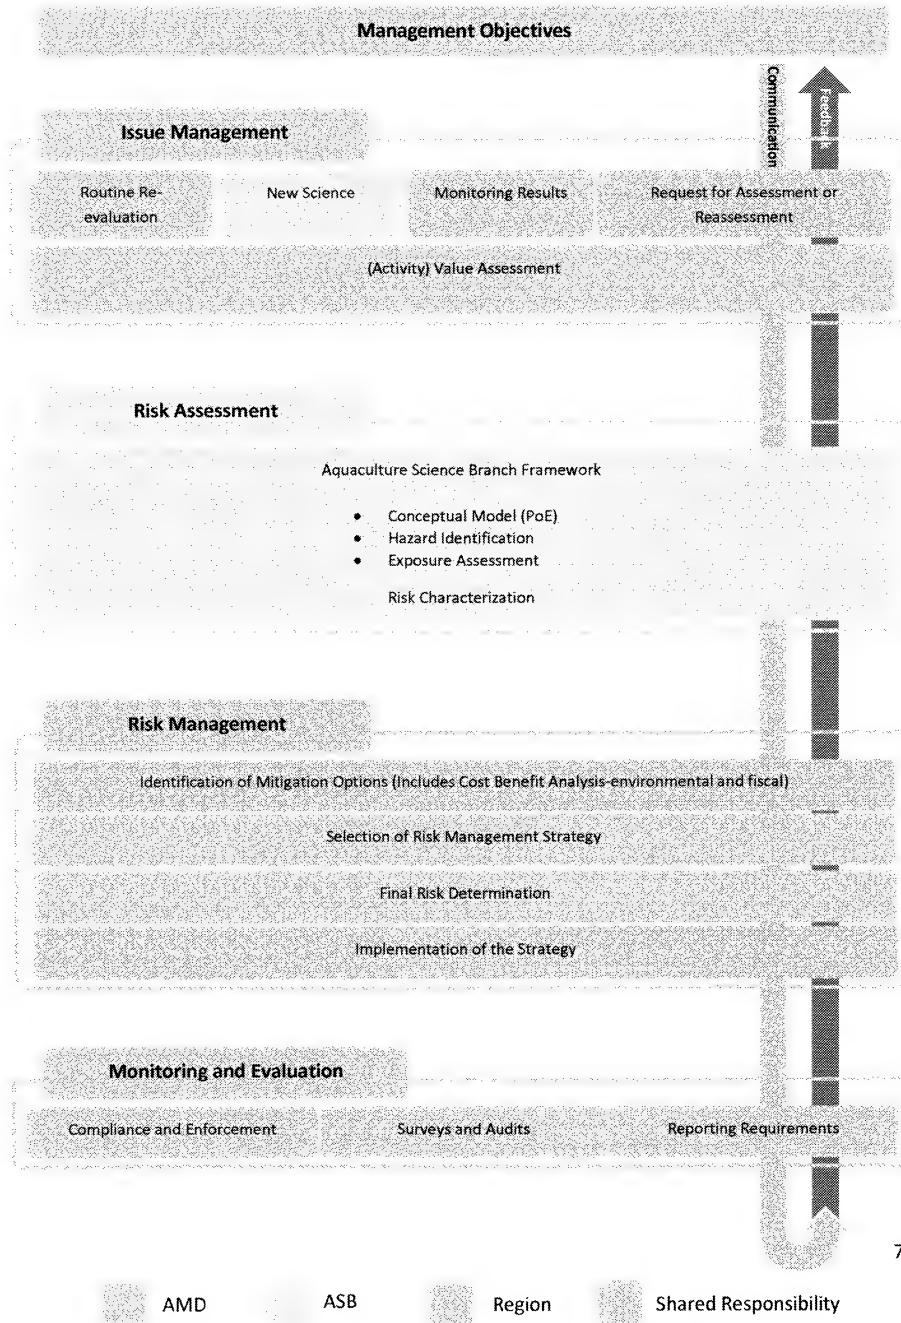 Management Objectives
Communication
Feedback
Issue Management
Routine Re-
evaluation
New Science
Monitoring Results
Request for Assessment or
Reassessment
(Activity) Value Assessment
Risk Assessment
Aquaculture Science Branch Framework
• Conceptual Model (PoE)
• Hazard Identification
• Exposure Assessment
Risk Characterization
Risk Management
Identification of Mitigation Options (Includes Cost Benefit Analysis-environmental and fiscal)
Selection of Risk Management Strategy
Final Risk Determination
Implementation of the Strategy
Monitoring and Evaluation
Compliance and Enforcement
Surveys and Audits
Reporting Requirements
7
AMD
ASB
Region
Shared Responsibility